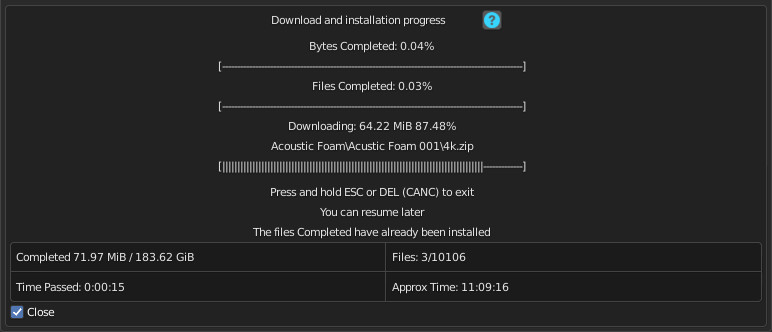 Download and installation progress ?
Bytes Completed: 0.04%
[----------------------------------------------------]
Files Completed: 0.03%
[----------------------------------------------------]
Downloading: 64.22 MiB 87.48%
Acoustic Foam\Acustic Foam 001\4k.zip
[||||||||||||||||||||||||||||||||||||||||||||||||||||||||||||||||||||||||||||||||||||||||-------------]
Press and hold ESC or DEL (CANC) to exit
You can resume later
The files Completed have already been installed
Completed 71.97 MiB / 183.62 GiB
Files: 3/10106
Time Passed: 0:00:15
Approx Time: 11:09:16
Close